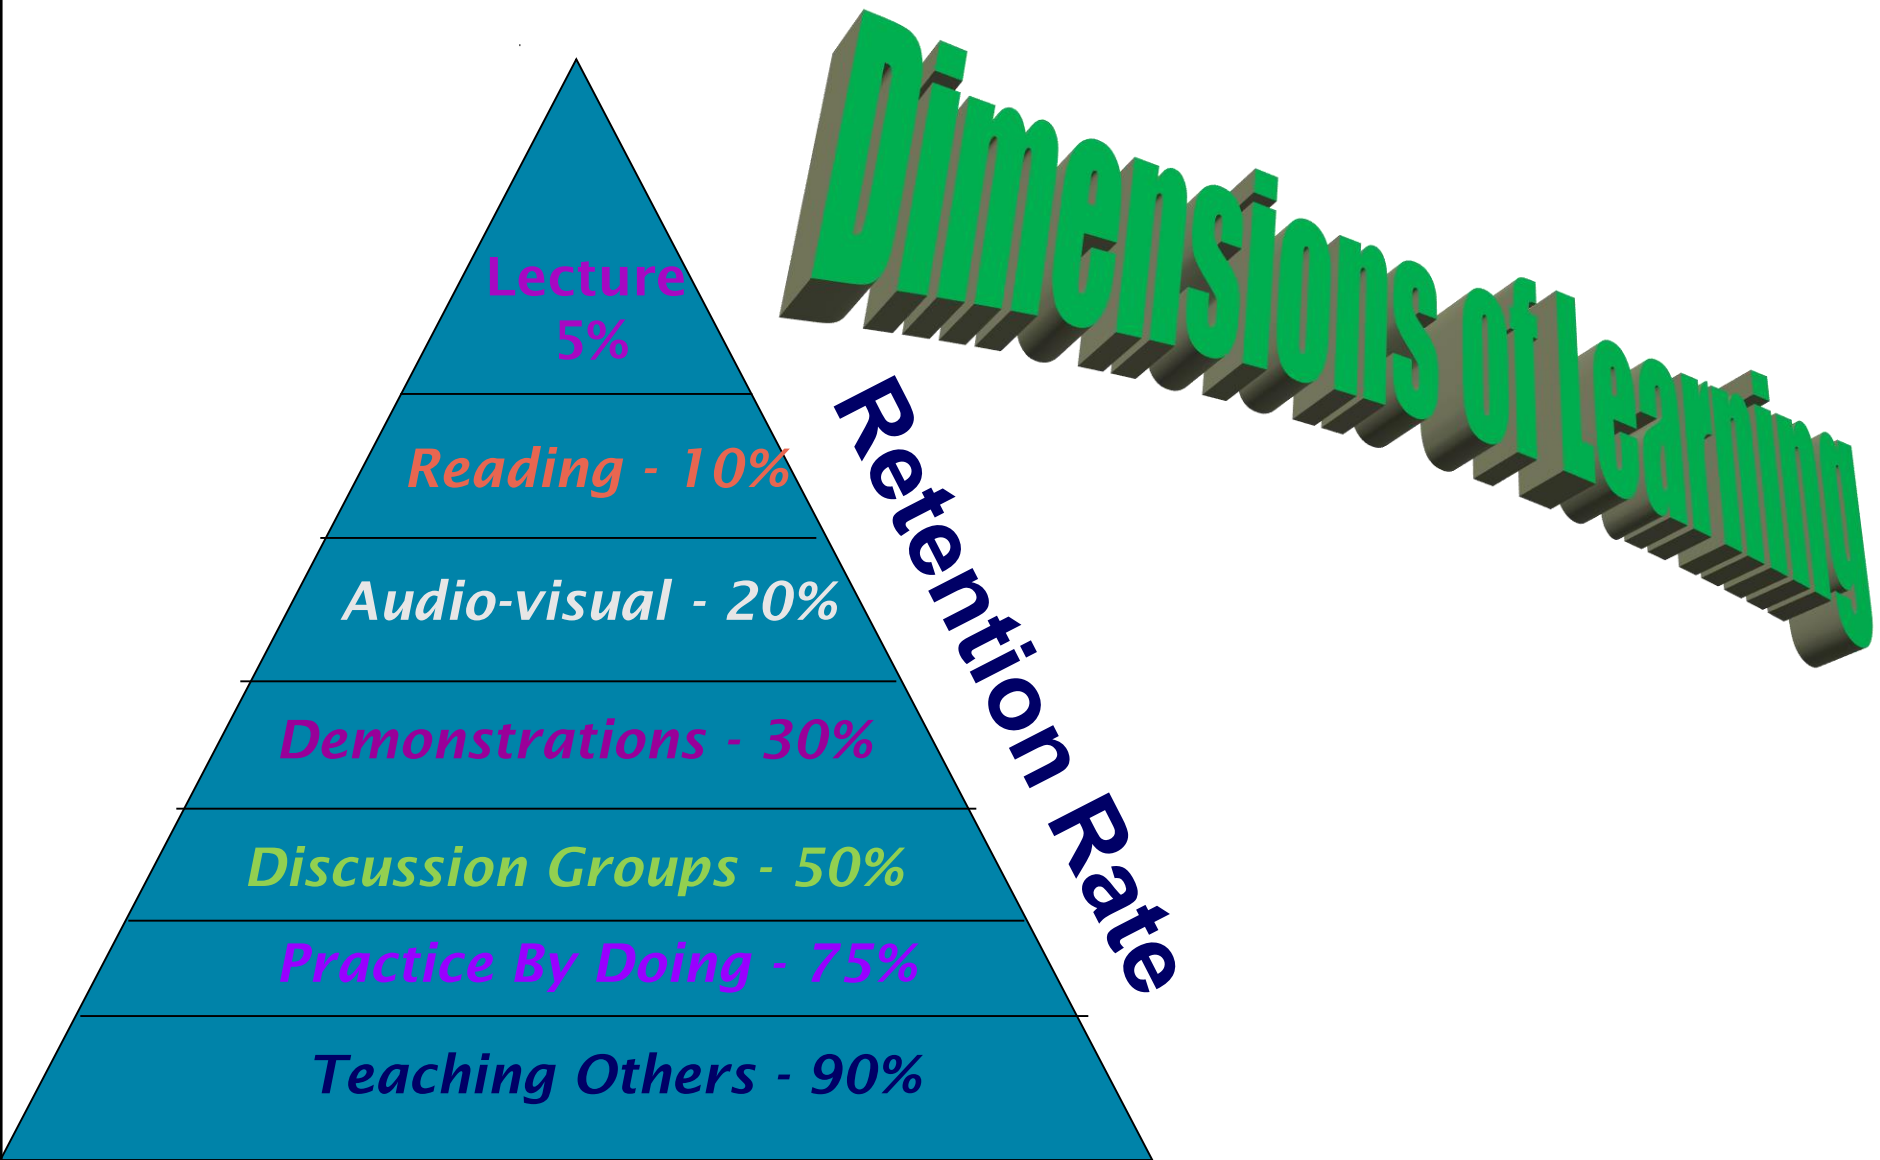 Dimensions of Learning
Lecture
5%
Reading - 10%
Audio-visual - 20%
Demonstrations - 30%
Discussion Groups - 50%
Practice By Doing - 75%
Teaching Others - 90%
Retention Rate